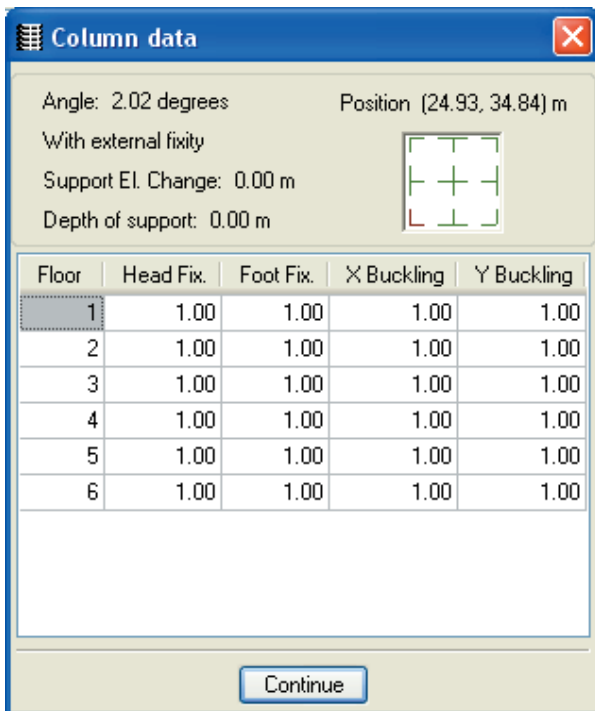 Column data
Angle: 2.02 degrees Position (24.93, 34.84) m
With external fixity
Support El. Change: 0.00 m
Depth of support: 0.00 m
Floor Head Fix. Foot Fix. X Buckling Y Buckling
1 1.00 1.00 1.00 1.00
2 1.00 1.00 1.00 1.00
3 1.00 1.00 1.00 1.00
4 1.00 1.00 1.00 1.00
5 1.00 1.00 1.00 1.00
6 1.00 1.00 1.00 1.00
Continue